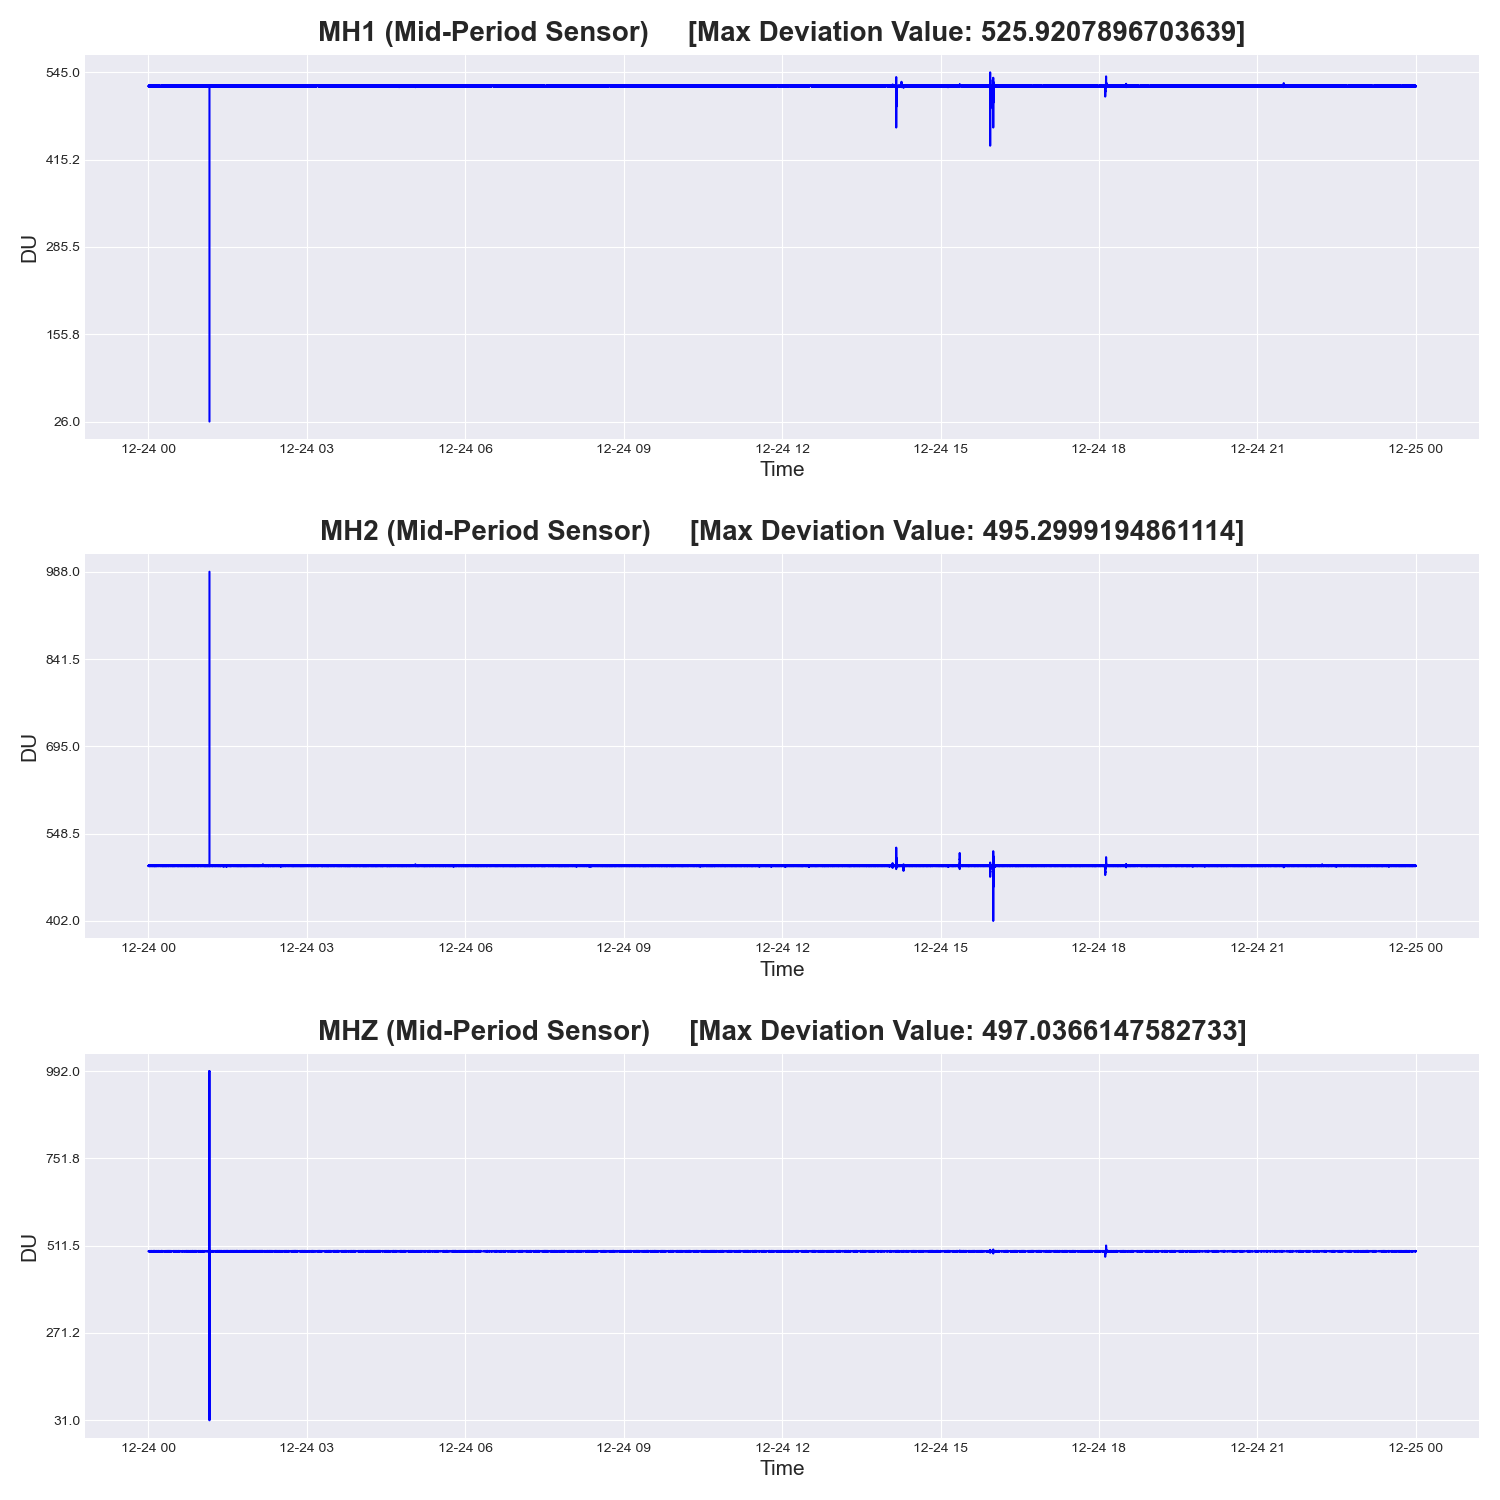 MH1 (Mid-Period Sensor) [Max Deviation Value: 525.9207896703639]
545.0
415.2
285.5
155.8
26.0
DU
12-24 00 12-24 03 12-24 06 12-24 09 12-24 12 12-24 15 12-24 18 12-24 21 12-25 00
Time
MH2 (Mid-Period Sensor) [Max Deviation Value: 495.2999194861114]
988.0
841.5
695.0
548.5
402.0
DU
12-24 00 12-24 03 12-24 06 12-24 09 12-24 12 12-24 15 12-24 18 12-24 21 12-25 00
Time
MHZ (Mid-Period Sensor) [Max Deviation Value: 497.0366147582733]
992.0
751.8
511.5
271.2
31.0
DU
12-24 00 12-24 03 12-24 06 12-24 09 12-24 12 12-24 15 12-24 18 12-24 21 12-25 00
Time